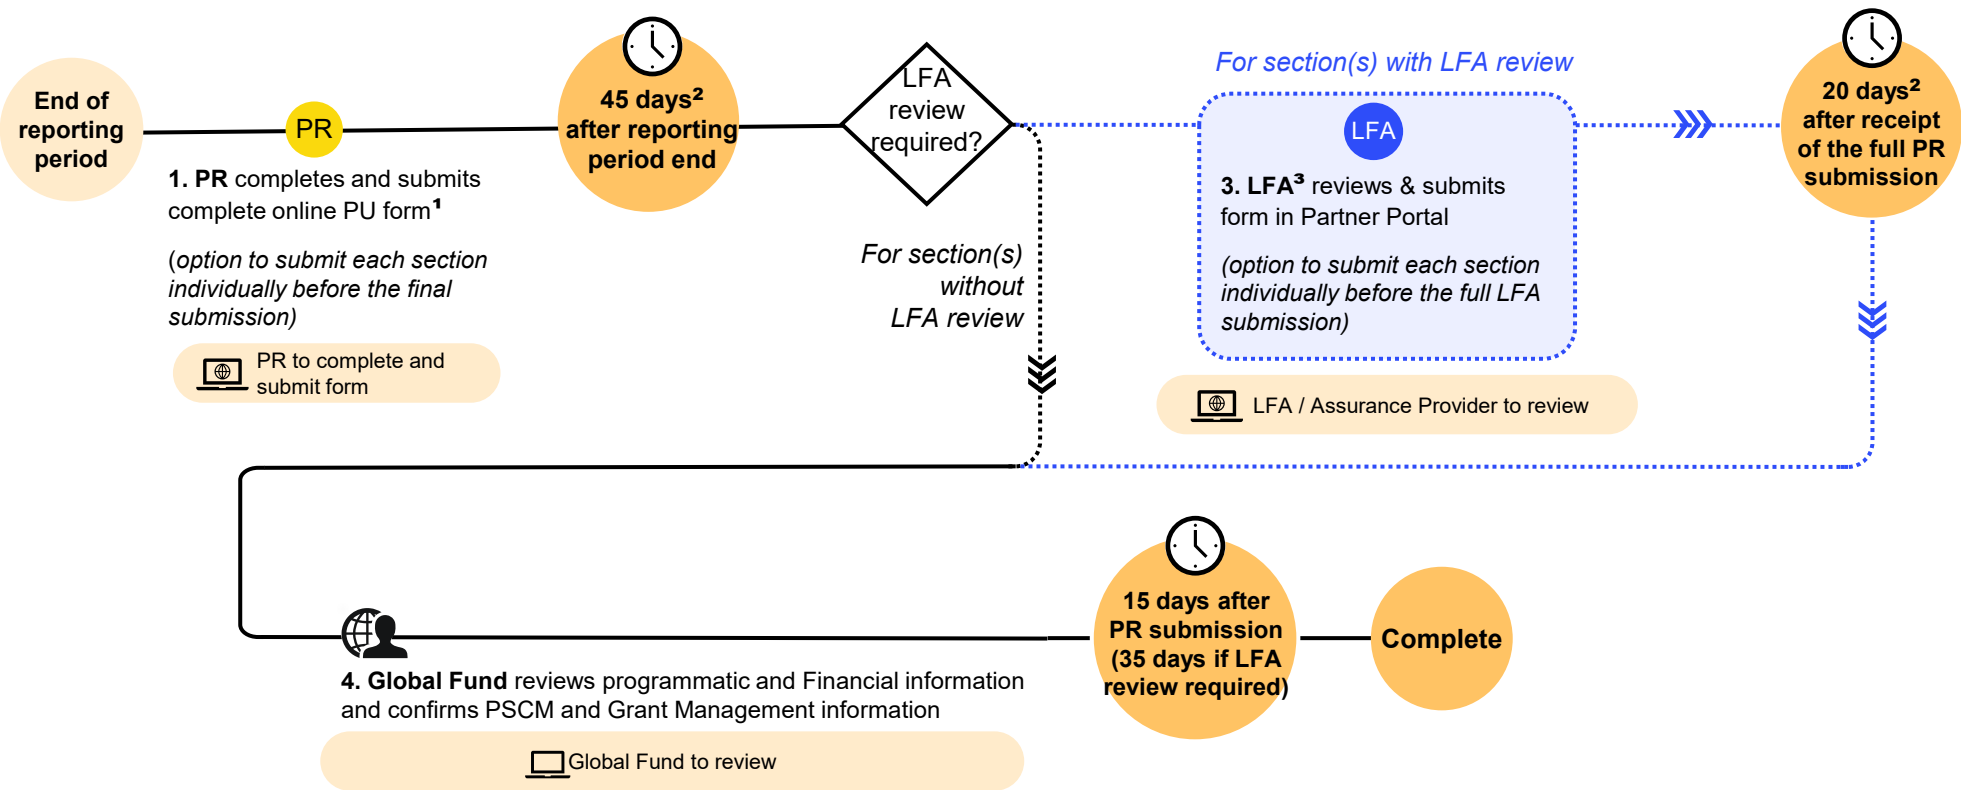 End of
reporting
period
PR
1. PR completes and submits
complete online PU form¹
(option to submit each section
individually before the final
submission)
PR to complete and
submit form
45 days²
after reporting
period end
LFA
review
required?
For section(s)
without
LFA review
For section(s) with LFA review
LFA
3. LFA³ reviews & submits
form in Partner Portal
(option to submit each section
individually before the full LFA
submission)
LFA / Assurance Provider to review
20 days²
after receipt
of the full PR
submission
4. Global Fund reviews programmatic and Financial information
and confirms PSCM and Grant Management information
Global Fund to review
15 days after
PR submission
(35 days if LFA
review required)
Complete